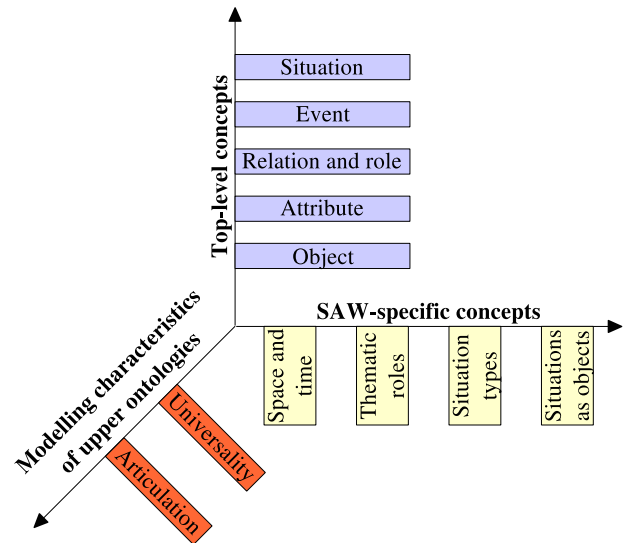 Situation
Event
Relation and role
Attribute
Object
Top-level concepts
SAW-specific concepts
Space and
time
Thematic
roles
Situation
types
Situations
as objects
Modelling characteristics
of upper ontologies
Universality
Articulation